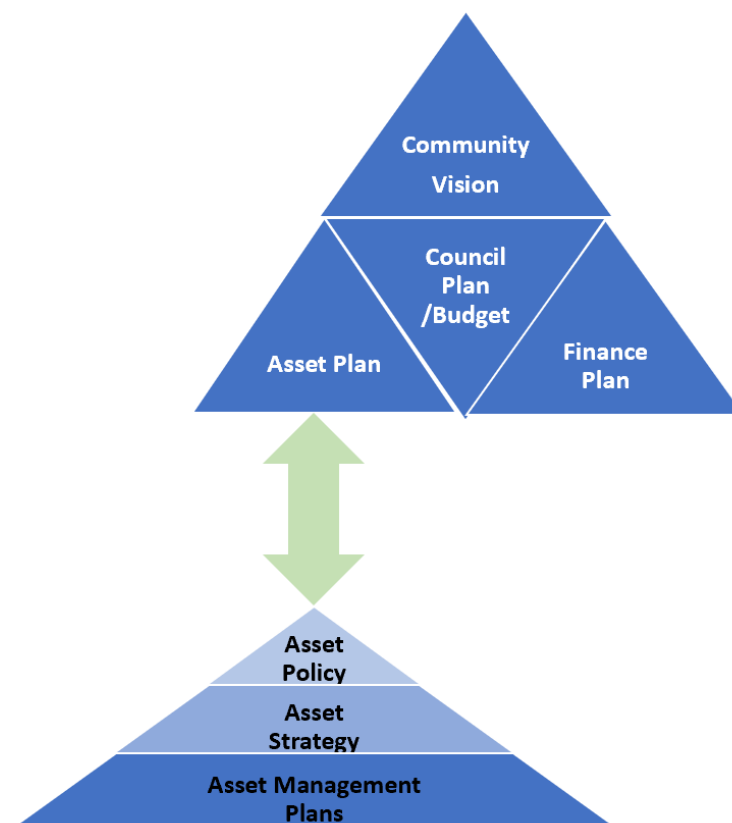 Community
Vision
Council
Plan
/Budget
Asset Plan
Finance
Plan
Asset
Policy
Asset
Strategy
Asset Management
Plans